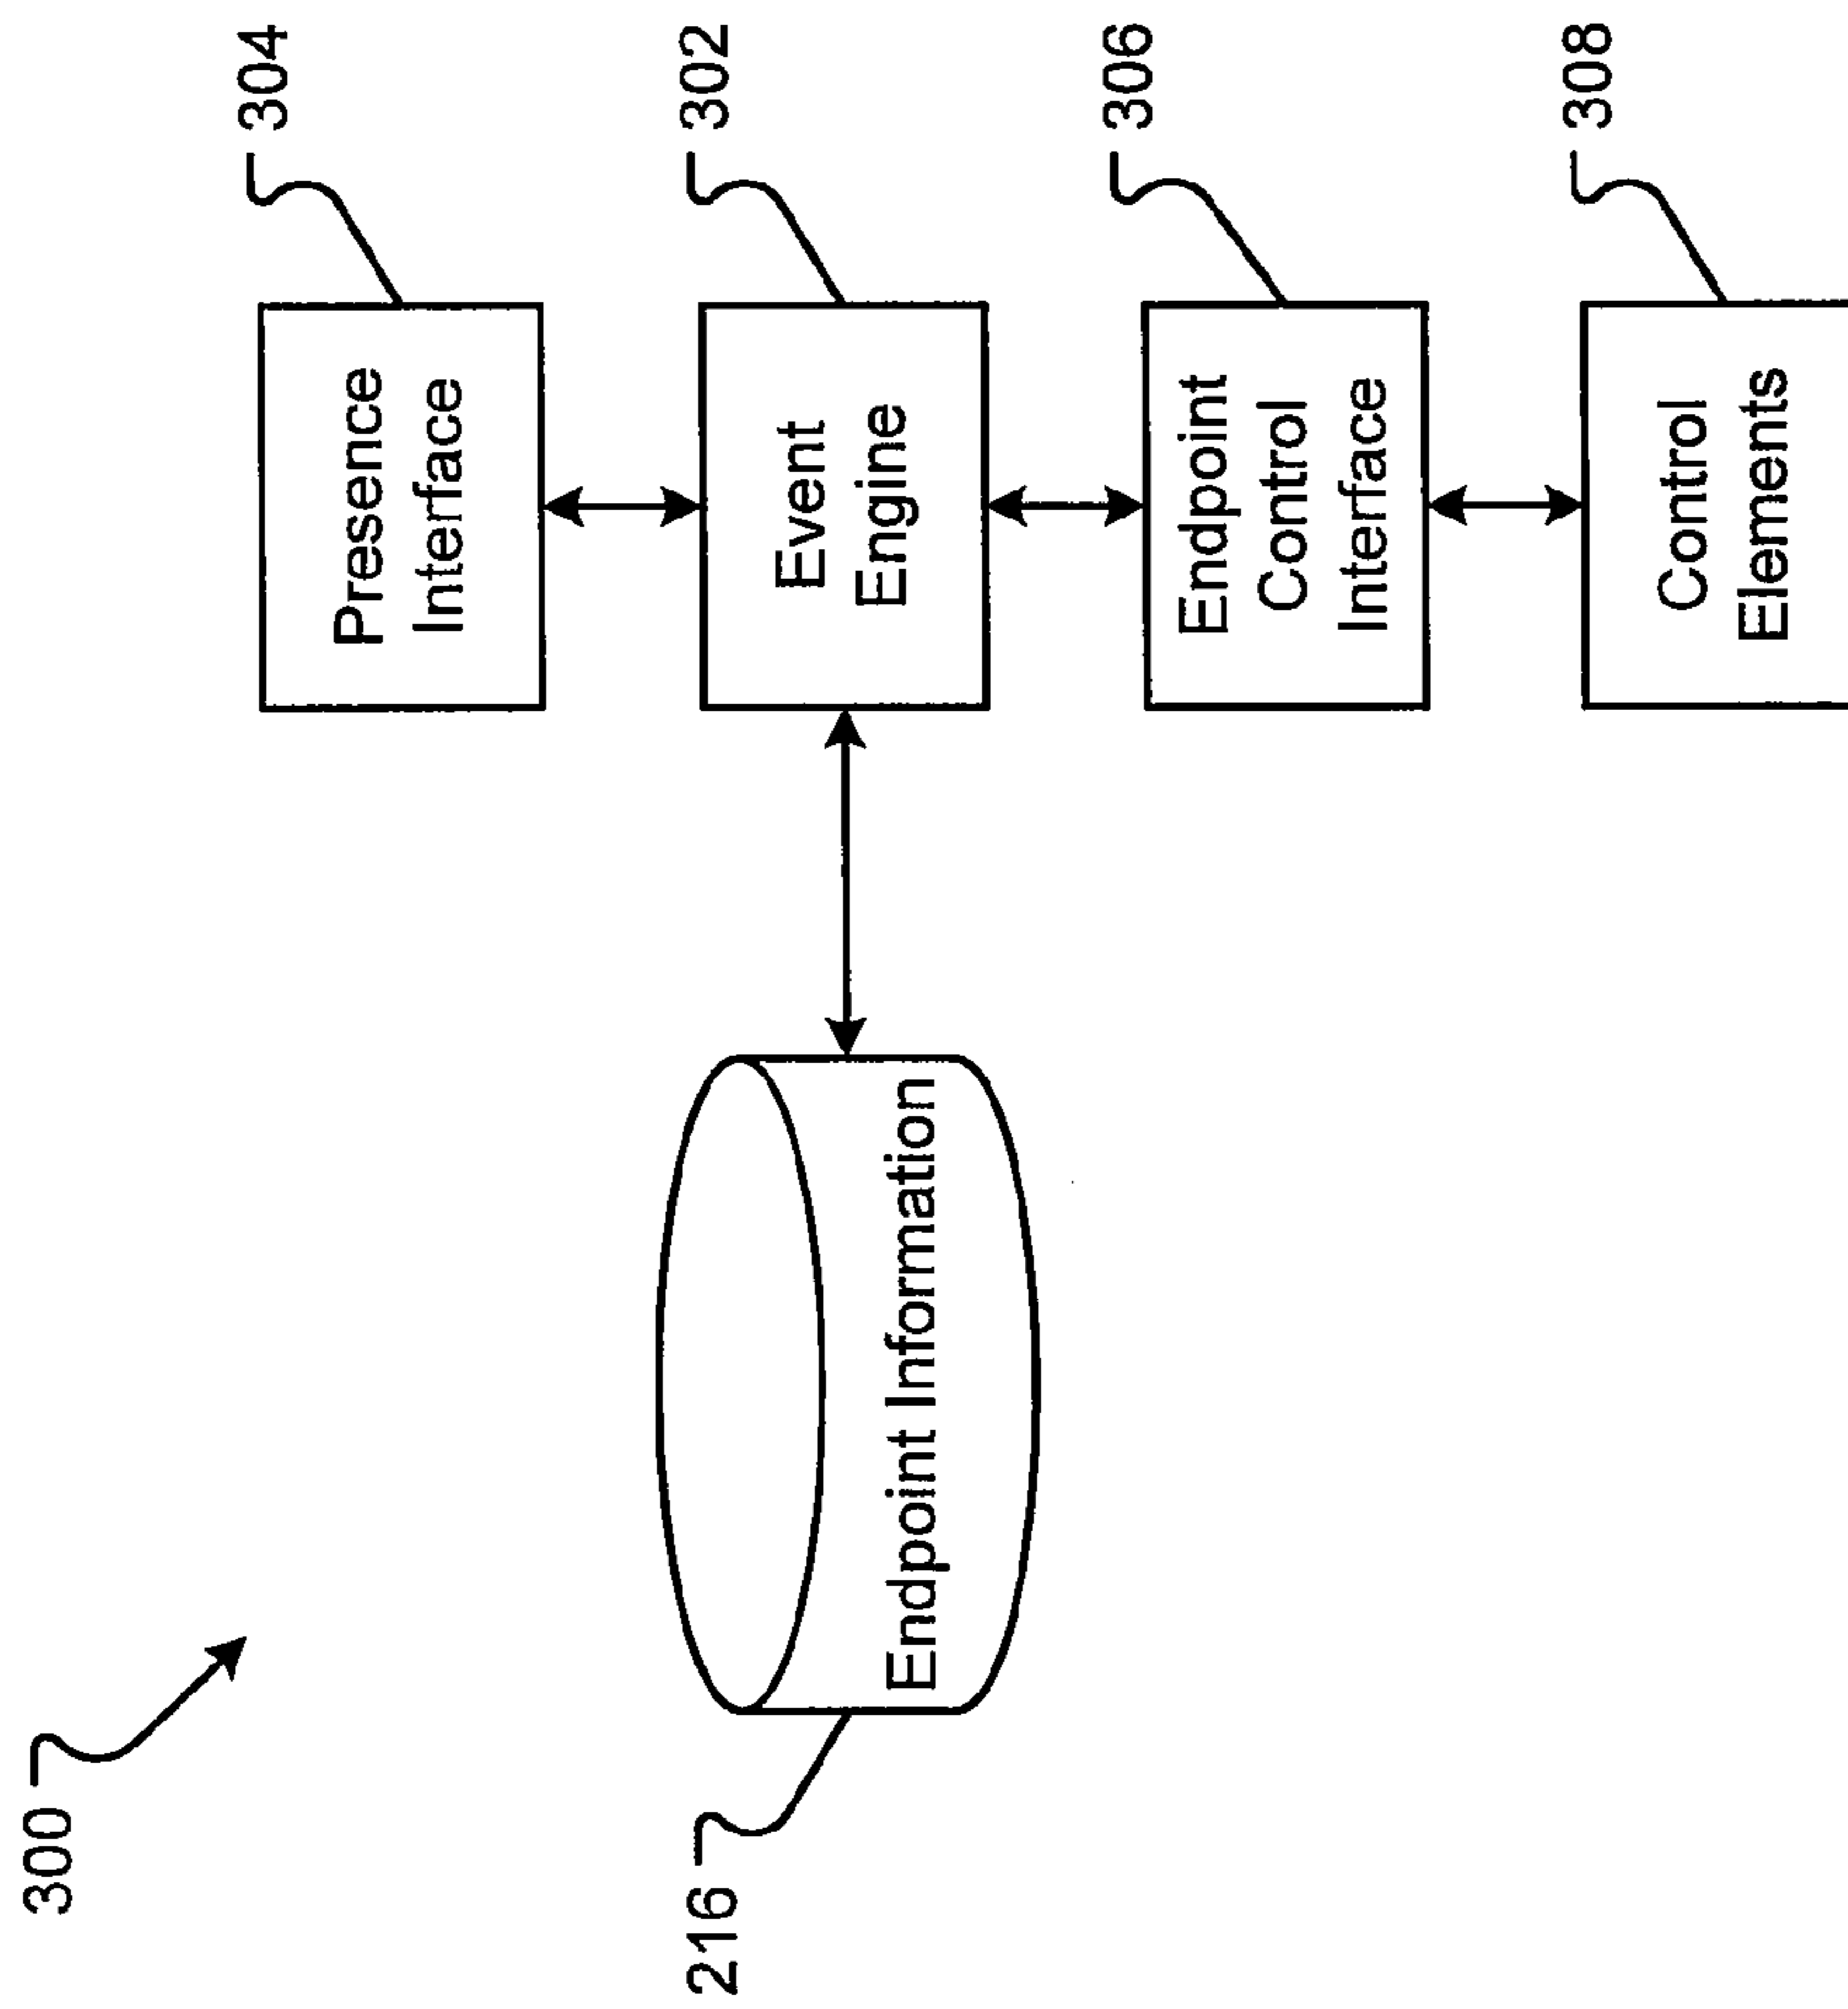 300
304
Presence
Interface
302
Event
Engine
216
Endpoint Information
306
Endpoint
Control
Interface
308
Control
Elements